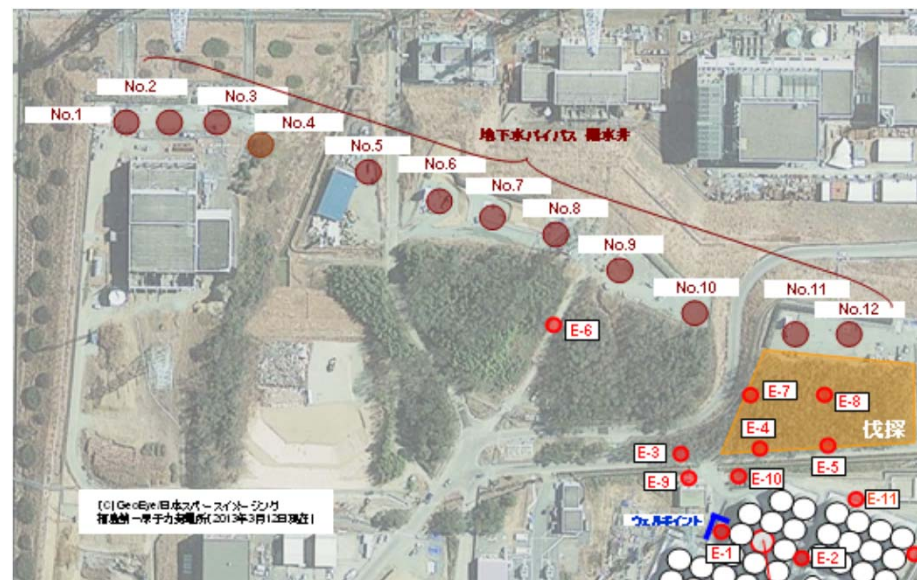 No.2
No.1
No.3
No.4
地下水バイパス 揚水井
No.5
No.6
No.7
No.8
No.9
No.10
No.11
No.12
E-6
E-7
E-8
伐採
E-4
E-3
E-5
E-9
E-10
E-11
(C)GeoEye/日本スペースイメージング
福島第一原子力発電所(2013年3月12日現在)
ウェルポイント
E-1
E-2